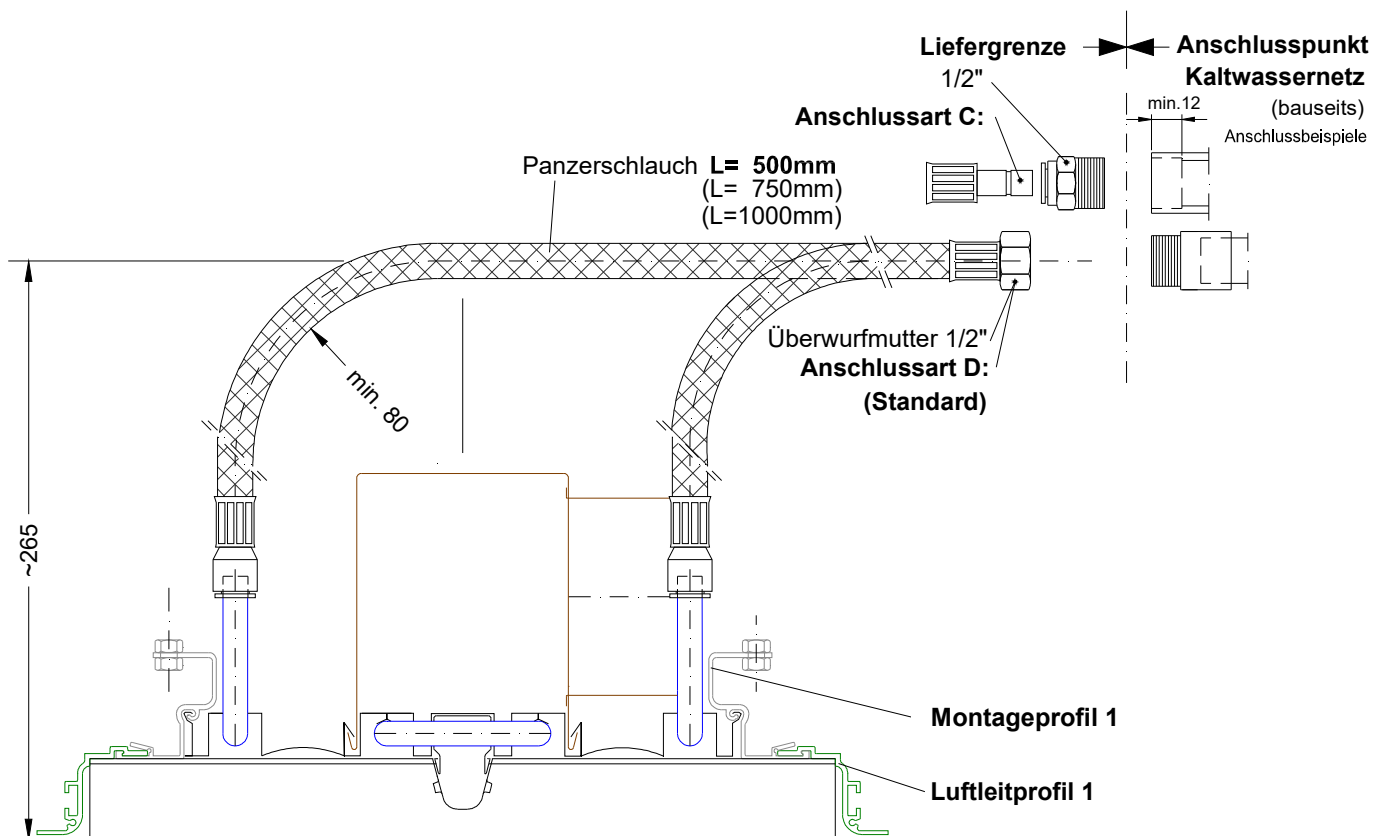 Liefergrenze
1/2"
Anschlusspunkt
Kaltwassernetz
(bauseits)
Anschlussbeispiele
min.12
Anschlussart C:
Panzerschlauch L= 500mm
(L= 750mm)
(L=1000mm)
Überwurfmutter 1/2"
Anschlussart D:
(Standard)
min. 80
~265
Montageprofil 1
Luftleitprofil 1